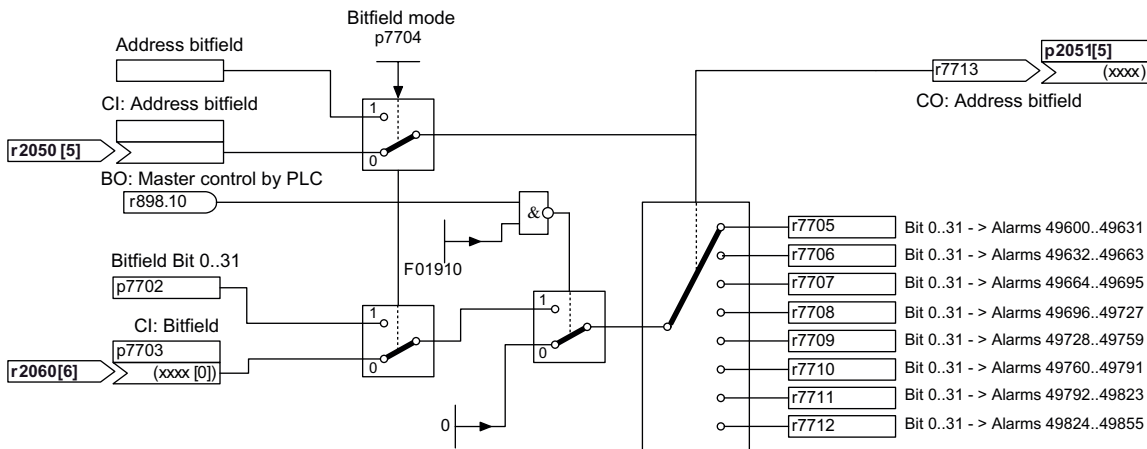 Bitfield mode
p7704
Address bitfield
p2051[5]
r7713
(xxxx)
CI: Address bitfield
1
CO: Address bitfield
r2050 [5]
0
BO: Master control by PLC
r898.10
&
r7705 Bit 0..31 - > Alarms 49600..49631
F01910
r7706 Bit 0..31 - > Alarms 49632..49663
Bitfield Bit 0..31
p7702
r7707 Bit 0..31 - > Alarms 49664..49695
1
1
r7708 Bit 0..31 - > Alarms 49696..49727
CI: Bitfield
p7703
r7709 Bit 0..31 - > Alarms 49728..49759
0
0
r2060[6]
(xxxx [0])
r7710 Bit 0..31 - > Alarms 49760..49791
r7711 Bit 0..31 - > Alarms 49792..49823
0
r7712 Bit 0..31 - > Alarms 49824..49855